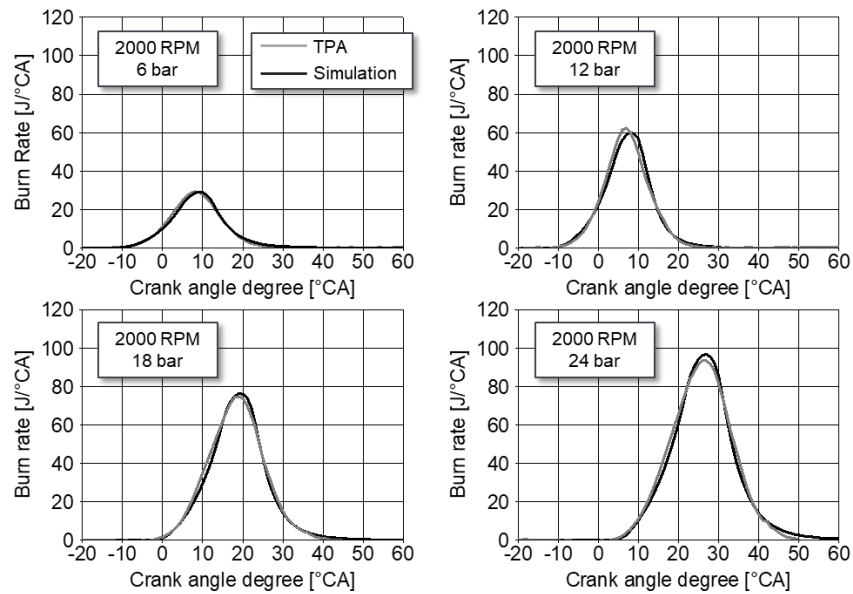 120
100
80
60
40
20
0
Burn Rate [J/°CA]
2000 RPM
6 bar
TPA
Simulation
-20 -10 0 10 20 30 40 50 60
Crank angle degree [°CA]
120
100
80
60
40
20
0
Burn rate [J/°CA]
2000 RPM
12 bar
-20 -10 0 10 20 30 40 50 60
Crank angle degree [°CA]
120
100
80
60
40
20
0
Burn rate [J/°CA]
2000 RPM
18 bar
-20 -10 0 10 20 30 40 50 60
Crank angle degree [°CA]
120
100
80
60
40
20
0
Burn rate [J/°CA]
2000 RPM
24 bar
-20 -10 0 10 20 30 40 50 60
Crank angle degree [°CA]